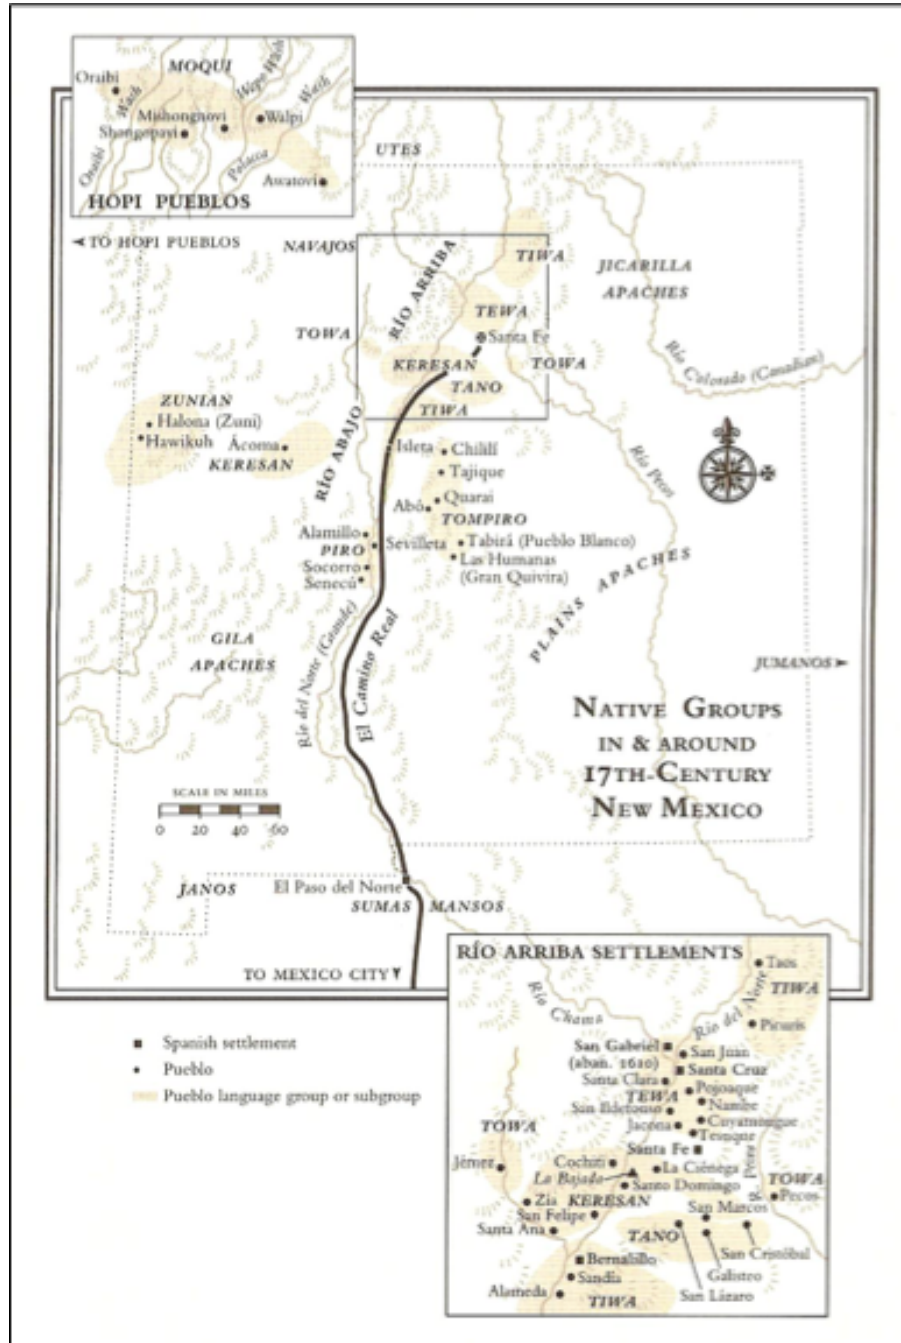 MOQUI
Oraibi
Wepo Wash
Wash
Mishongnovi
Walpi
Shongopavi
Oraibi
Wash
Polacca
Awatovi
HOPI PUEBLOS
UTES
TO HOPI PUEBLOS
NAVAJOS
RÍO ARRIBA
TIWA
JICARILLA
APACHES
TEWA
TOWA
Santa Fe
KERESAN
TOWA
TANO
Río Colorado (Canadian)
TIWA
ZUNIAN
Halona (Zuni)
Hawikuh
Ácoma
KERESAN
RÍO ABAJO
Isleta
Chililí
Tajique
Río Pecos
Quarai
Abó
TOMPIRO
Alamillo
PIRO
Sevilleta
Tabirá (Pueblo Blanco)
Socorro
Las Humanas
(Gran Quivira)
Senecú
PLAINS APACHES
GILA
APACHES
Río del Norte (Grande)
El Camino Real
JUMANOS
NATIVE GROUPS
IN & AROUND
17TH-CENTURY
NEW MEXICO
SCALE IN MILES
0 20 40 60
JANOS
El Paso del Norte
SUMAS MANSOS
TO MEXICO CITY
RÍO ARRIBA SETTLEMENTS
Taos
TIWA
Río Chama
Río del Norte
Picuris
San Gabriel
(aban. 1610)
San Juan
Santa Cruz
Santa Clara
Pojoaque
TEWA
Nambe
San Ildefonso
Cuyamungue
Jacona
Tesuque
TOWA
Santa Fe
Jémez
Cochiti
La Ciénega
La Bajada
Santo Domingo
R. Pecos
TOWA
Pecos
Zia
KERESAN
San Marcos
San Felipe
Santa Ana
TANO
San Cristóbal
Bernalillo
Galisteo
Sandía
San Lázaro
Alameda
TIWA
Spanish settlement
Pueblo
Pueblo language group or subgroup